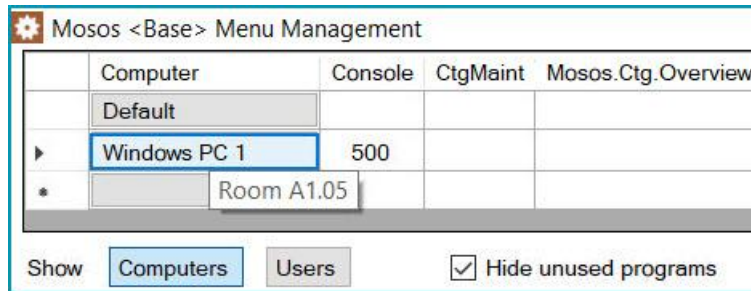 Mosos <Base> Menu Management
Computer Console CtgMaint Mosos.Ctg.Overview
Default
Windows PC 1 500
Room A1.05
Show Computers Users Hide unused programs